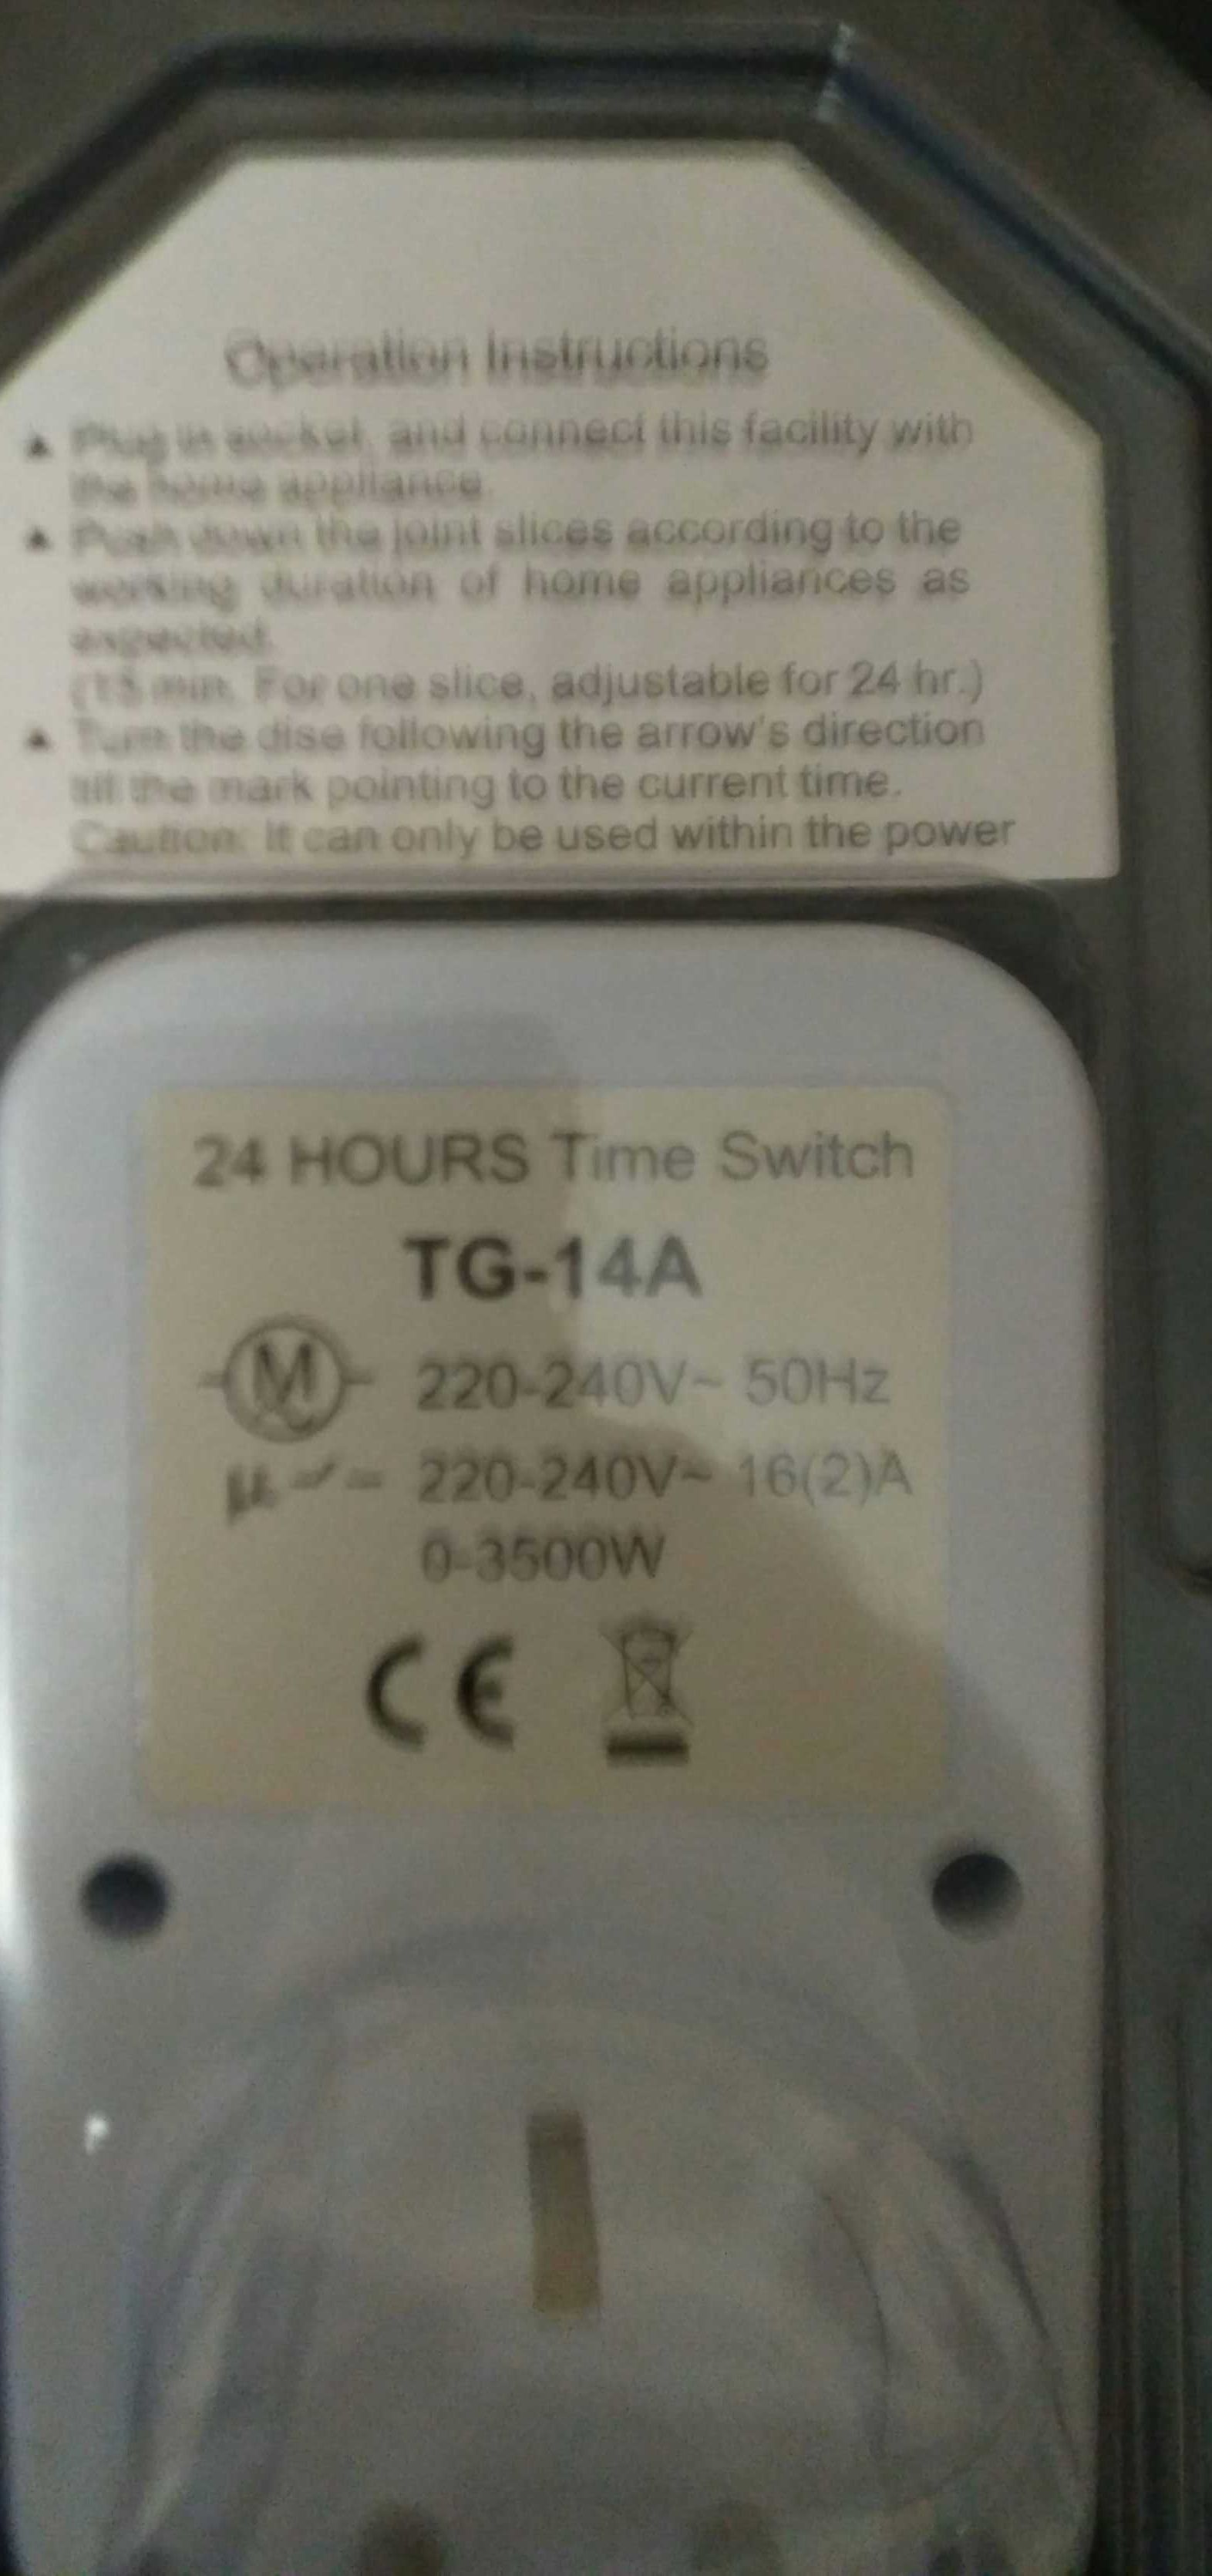 Operation Instructions
▲ Plug in socket, and connect this facility with
the home appliance.
▲ Push down the joint slices according to the
working duration of home appliances as
expected.
(15 min. For one slice, adjustable for 24 hr.)
▲ Turn the dise following the arrow's direction
till the mark pointing to the current time.
Caution: It can only be used within the power
24 HOURS Time Switch
TG-14A
M 220-240V~ 50Hz
µ 220-240V~ 16(2)A
0-3500W
CE